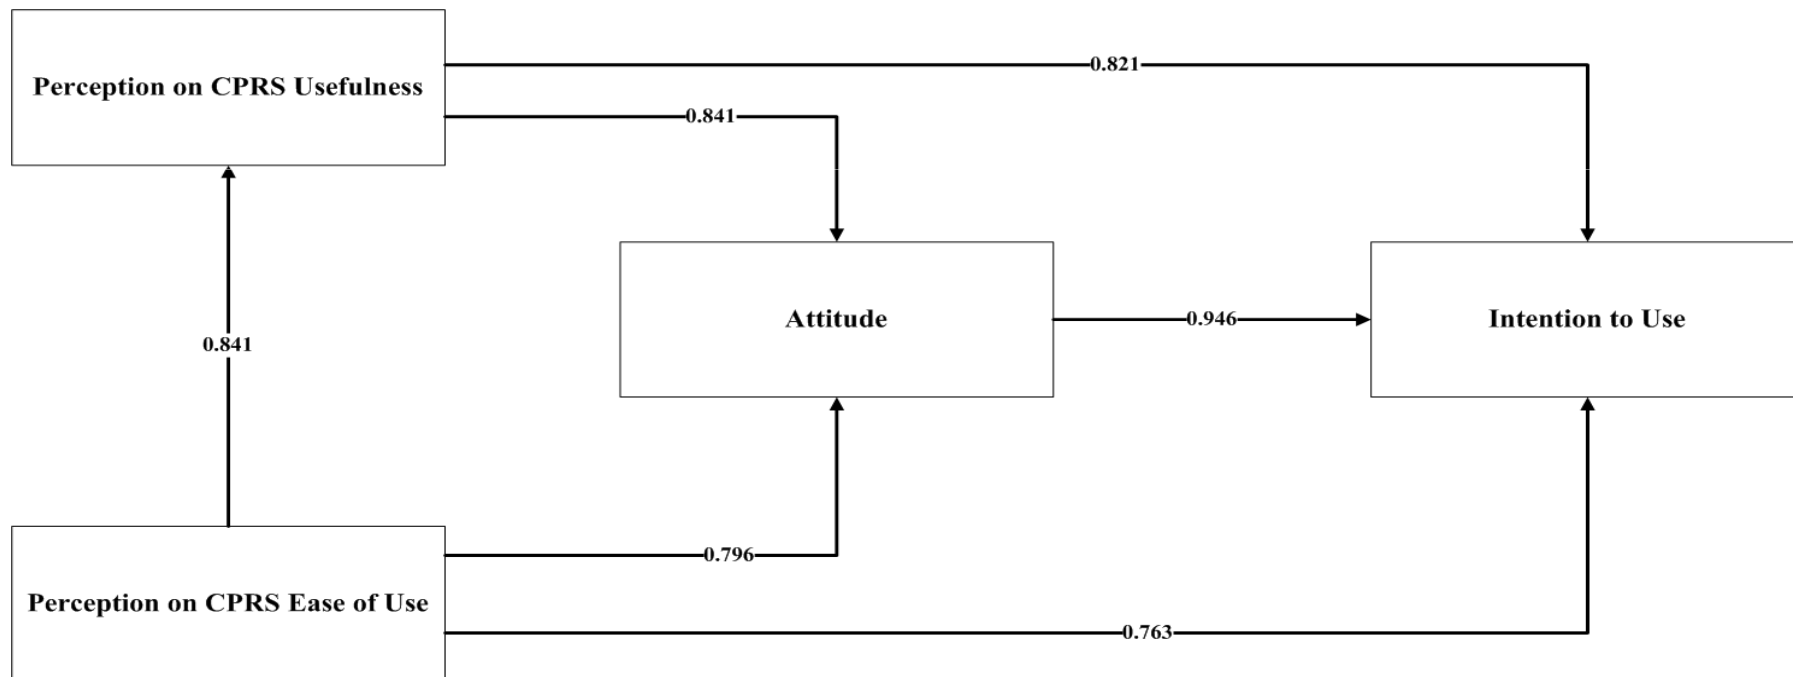 Perception on CPRS Usefulness
0.821
0.841
0.841
Attitude
0.946
Intention to Use
0.796
Perception on CPRS Ease of Use
0.763